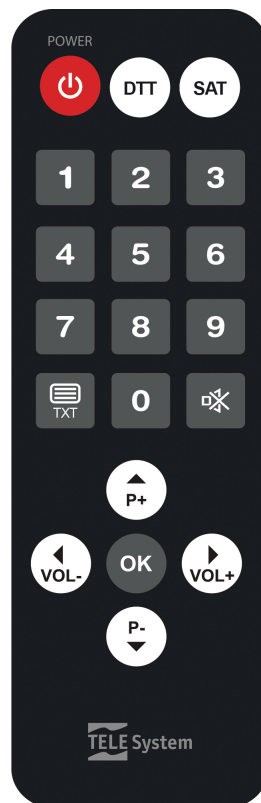 POWER
DTT SAT
1 2 3
4 5 6
7 8 9
TXT 0
P+
VOL- OK VOL+
P-
TELE System